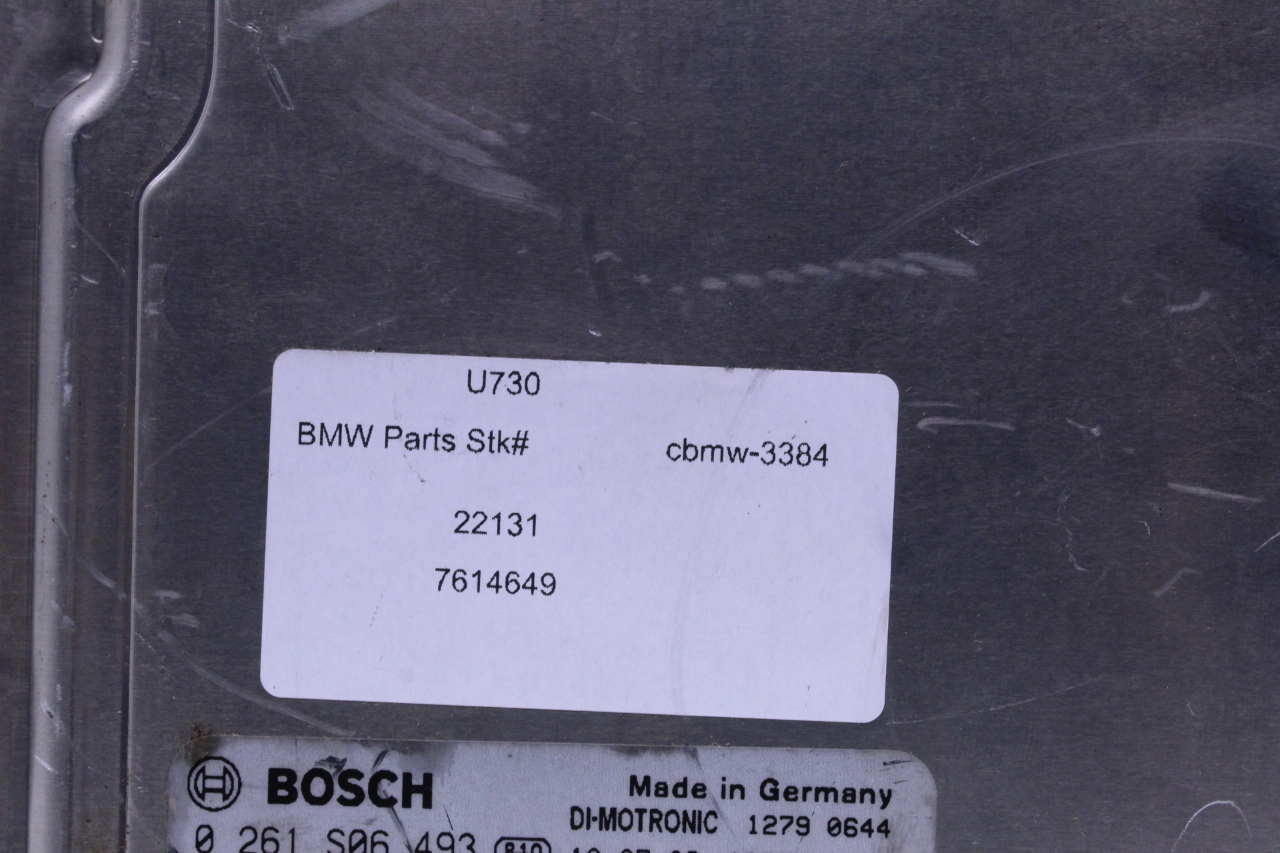 U730
BMW Parts Stk# cbmw-3384
22131
7614649
BOSCH Made in Germany
DI-MOTRONIC 1279 0644
0 261 S06 493